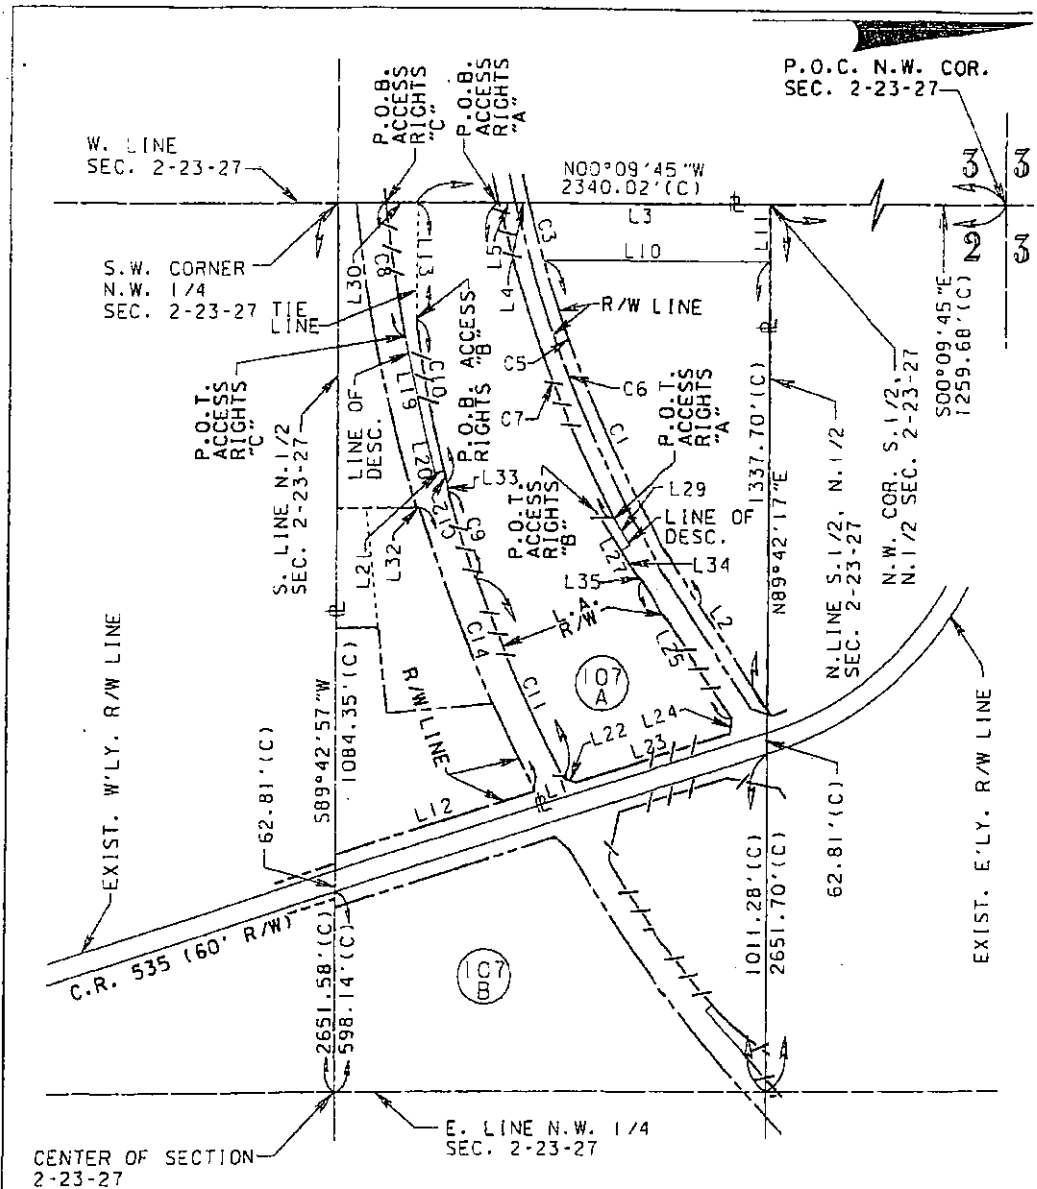 P.O.C. N.W. COR.
SEC. 2-23-27
3
3
2
3
P.O.B.
ACCESS
RIGHTS
"C"
P.O.B.
ACCESS
RIGHTS
"A"
W. LINE
SEC. 2-23-27
N00°09'45"W
2340.02'(C)
L3
L10
L11
S.W. CORNER
N.W. 1/4
SEC. 2-23-27
TIE
LINE
L30
C8
L13
L5
L4
C3
R/W LINE
C5
C6
C7
C1
P.O.T.
ACCESS
RIGHTS
"C"
S. LINE N.1/2
SEC. 2-23-27
LINE OF
DESC.
L19
C10
L20
P.O.B. ACCESS
RIGHTS "B"
P.O.T.
ACCESS
RIGHTS
"A"
1337.70'(C)
N89°42'17"E
N.LINE S.1/2, N.1/2
SEC. 2-23-27
N.W. COR. S.1/2,
N.1/2 SEC. 2-23-27
S00°09'45"E
1259.68'(C)
L33
C12
L21
L32
C9
P.O.T.
ACCESS
RIGHTS
"B"
L29
LINE OF
DESC.
L34
L27
L35
L.A.
R/W
L2
L25
C14
C11
107
A
R/W LINE
L22
L24
L23
L1
L12
S89°42'57"W
1084.35'(C)
62.81'(C)
EXIST. W'LY. R/W LINE
C.R. 535 (60' R/W)
107
B
2651.58'(C)
598.14'(C)
1011.28'(C)
2651.70'(C)
62.81'(C)
EXIST. E'LY. R/W LINE
E. LINE N.W. 1/4
SEC. 2-23-27
CENTER OF SECTION
2-23-27